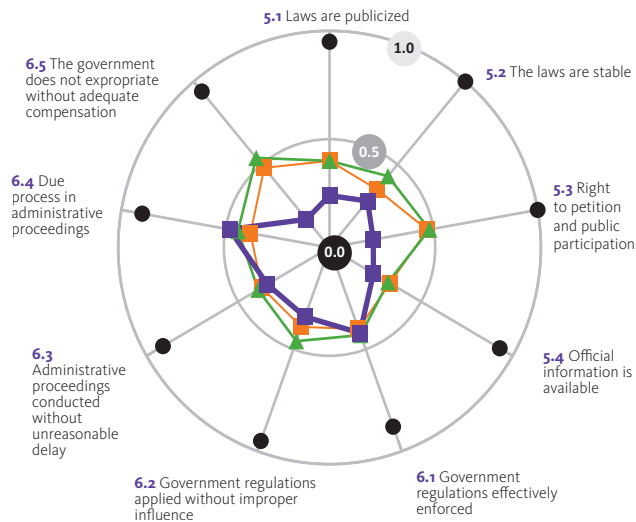 5.1 Laws are publicized
1.0
5.2 The laws are stable
0.5
5.3 Right
to petition
and public
participation
0.0
5.4 Official
information is
available
6.1 Government
regulations effectively
enforced
6.2 Government regulations
applied without improper
influence
6.3
Administrative
proceedings
conducted
without
unreasonable
delay
6.4 Due
process in
administrative
proceedings
6.5 The government
does not expropriate
without adequate
compensation